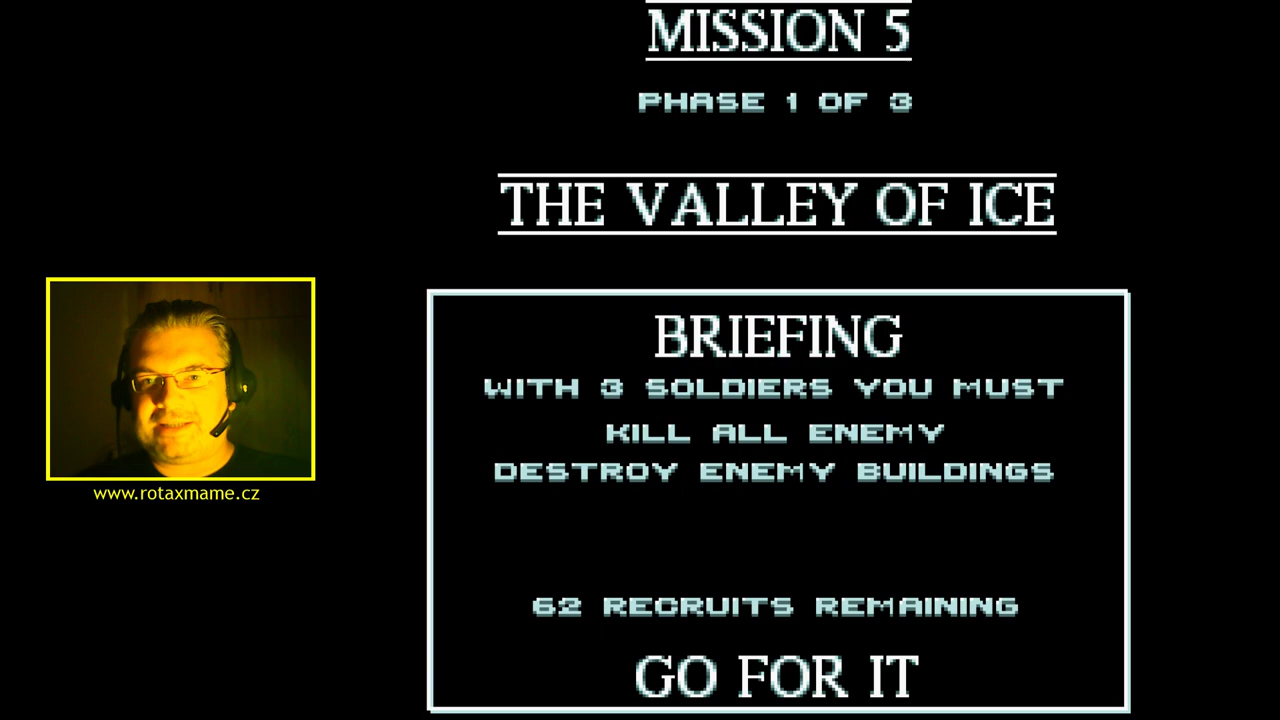 MISSION 5
PHASE 1 OF 3
THE VALLEY OF ICE
BRIEFING
WITH 3 SOLDIERS YOU MUST
KILL ALL ENEMY
DESTROY ENEMY BUILDINGS
62 RECRUITS REMAINING
GO FOR IT
www.rotaxmame.cz